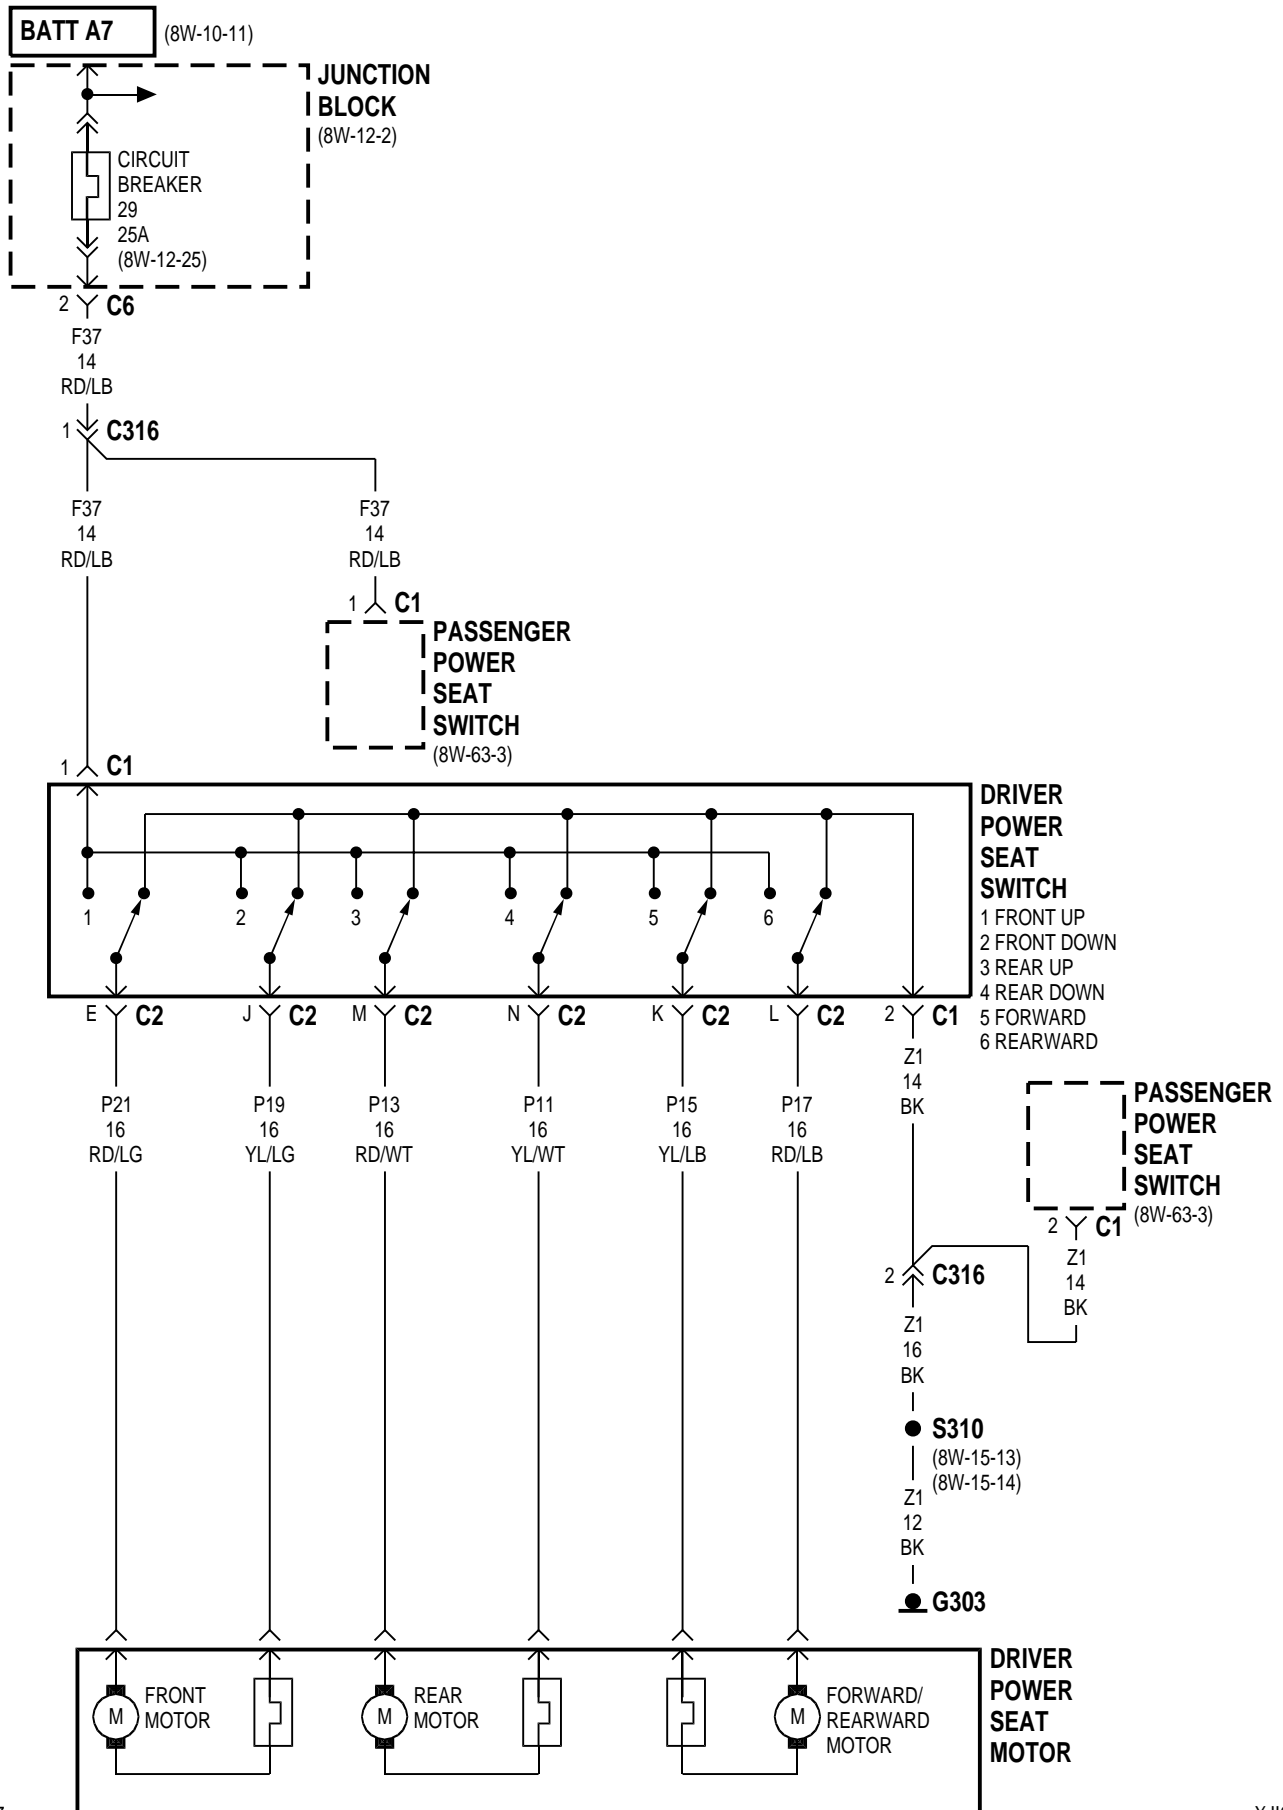 BATT A7 (8W-10-11)
JUNCTION
BLOCK
(8W-12-2)
CIRCUIT
BREAKER
29
25A
(8W-12-25)
2 C6
F37
14
RD/LB
1 C316
F37
14
RD/LB
F37
14
RD/LB
1 C1
PASSENGER
POWER
SEAT
SWITCH
(8W-63-3)
1 C1
DRIVER
POWER
SEAT
SWITCH
1 FRONT UP
2 FRONT DOWN
3 REAR UP
4 REAR DOWN
5 FORWARD
6 REARWARD
1 2 3 4 5 6
E C2 J C2 M C2 N C2 K C2 L C2 2 C1
P21
16
RD/LG
P19
16
YL/LG
P13
16
RD/WT
P11
16
YL/WT
P15
16
YL/LB
P17
16
RD/LB
Z1
14
BK
PASSENGER
POWER
SEAT
SWITCH
(8W-63-3)
2 C1
Z1
14
BK
2 C316
Z1
16
BK
S310
(8W-15-13)
(8W-15-14)
Z1
12
BK
G303
DRIVER
POWER
SEAT
MOTOR
M
FRONT
MOTOR
M
REAR
MOTOR
M
FORWARD/
REARWARD
MOTOR